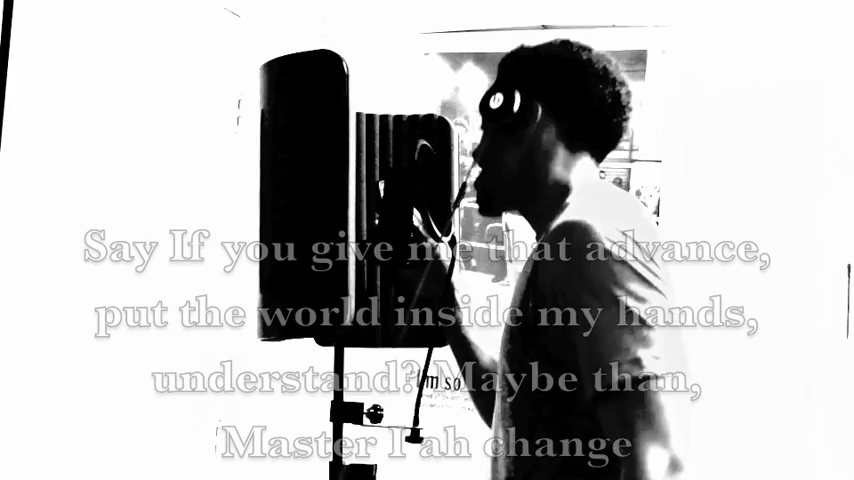 Say If you give me that advance,
put the world inside my hands,
understand? Maybe than,
Master I ah change
I'm so